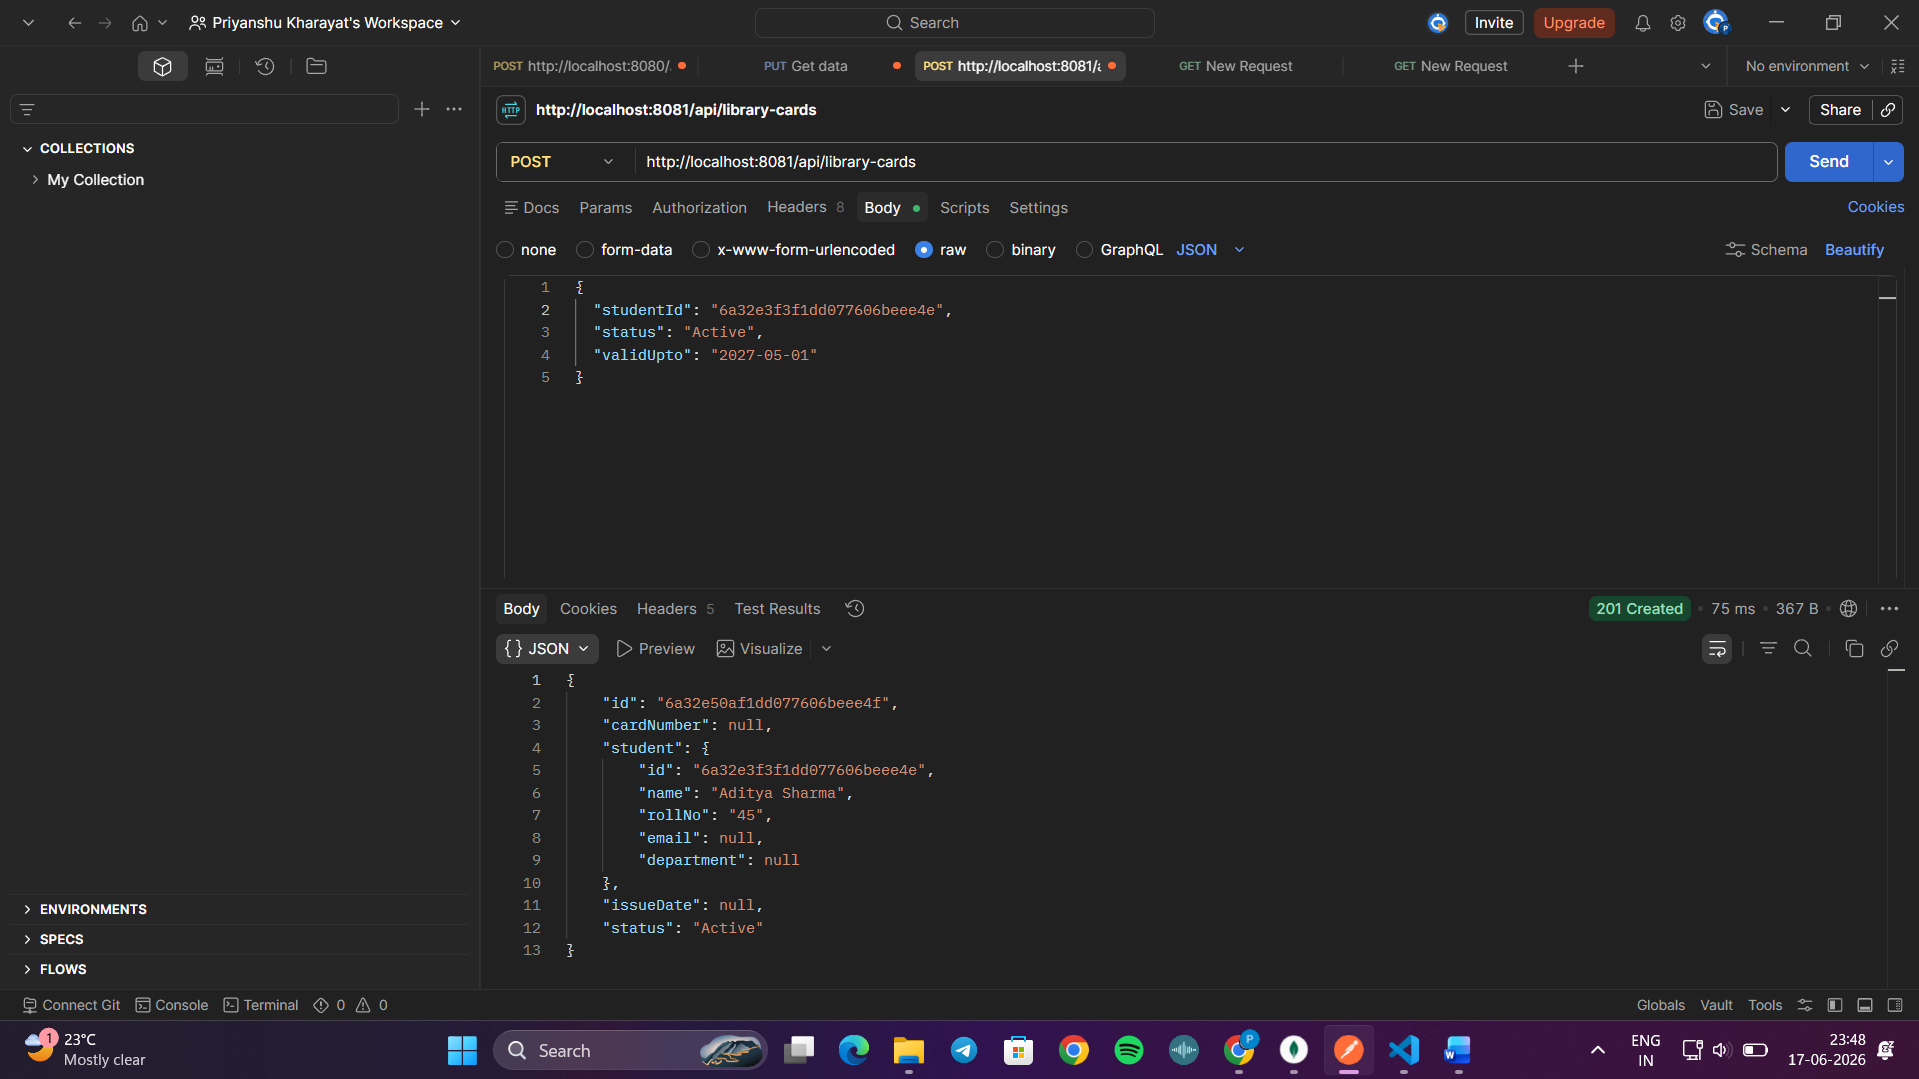 Priyanshu Kharayat's Workspace
Search
Invite
Upgrade
POST http://localhost:8080/
PUT Get data
POST http://localhost:8081/a
GET New Request
GET New Request
No environment
HTTP http://localhost:8081/api/library-cards
Save
Share
COLLECTIONS
My Collection
POST
http://localhost:8081/api/library-cards
Send
Docs
Params
Authorization
Headers 8
Body
Scripts
Settings
Cookies
none
form-data
x-www-form-urlencoded
raw
binary
GraphQL
JSON
Schema
Beautify
1 {
2 "studentId": "6a32e3f3f1dd077606beee4e",
3 "status": "Active",
4 "validUpto": "2027-05-01"
5 }
Body
Cookies
Headers 5
Test Results
201 Created
75 ms
367 B
{} JSON
Preview
Visualize
1 {
2 "id": "6a32e50af1dd077606beee4f",
3 "cardNumber": null,
4 "student": {
5 "id": "6a32e3f3f1dd077606beee4e",
6 "name": "Aditya Sharma",
7 "rollNo": "45",
8 "email": null,
9 "department": null
10 },
11 "issueDate": null,
12 "status": "Active"
13 }
ENVIRONMENTS
SPECS
FLOWS
Connect Git
Console
Terminal
0
0
Globals
Vault
Tools
1
23°C
Mostly clear
Search
P
W
ENG
IN
23:48
17-06-2026